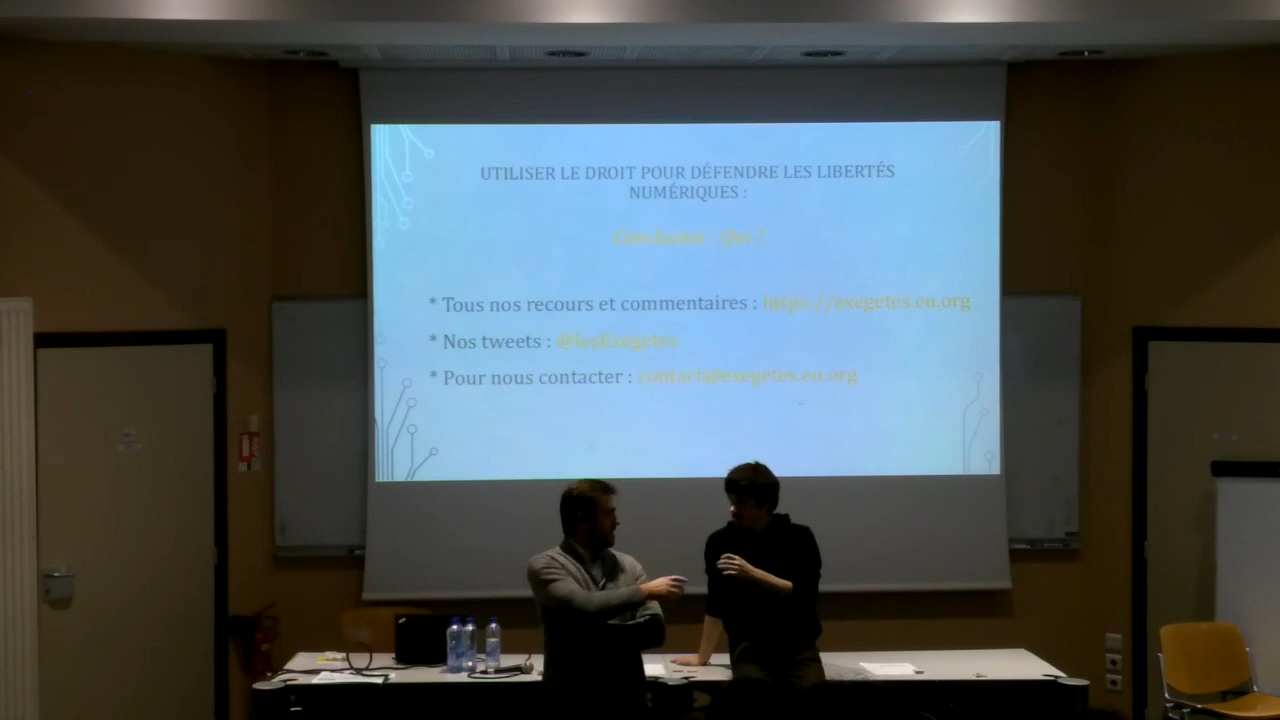 UTILISER LE DROIT POUR DÉFENDRE LES LIBERTÉS
NUMÉRIQUES :
Conclusion : Qui ?
* Tous nos recours et commentaires : https://exegetes.eu.org
* Nos tweets : @lesExegetes
* Pour nous contacter : contact@exegetes.eu.org